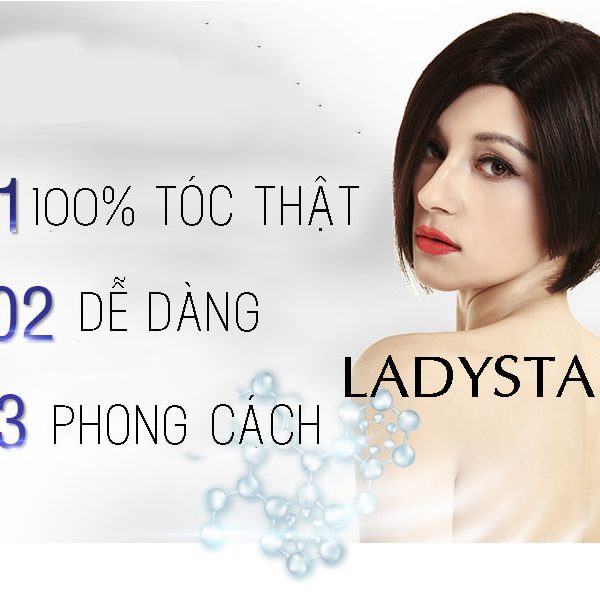 1 100% TÓC THẬT
02 DỄ DÀNG
LADYSTA
3 PHONG CÁCH